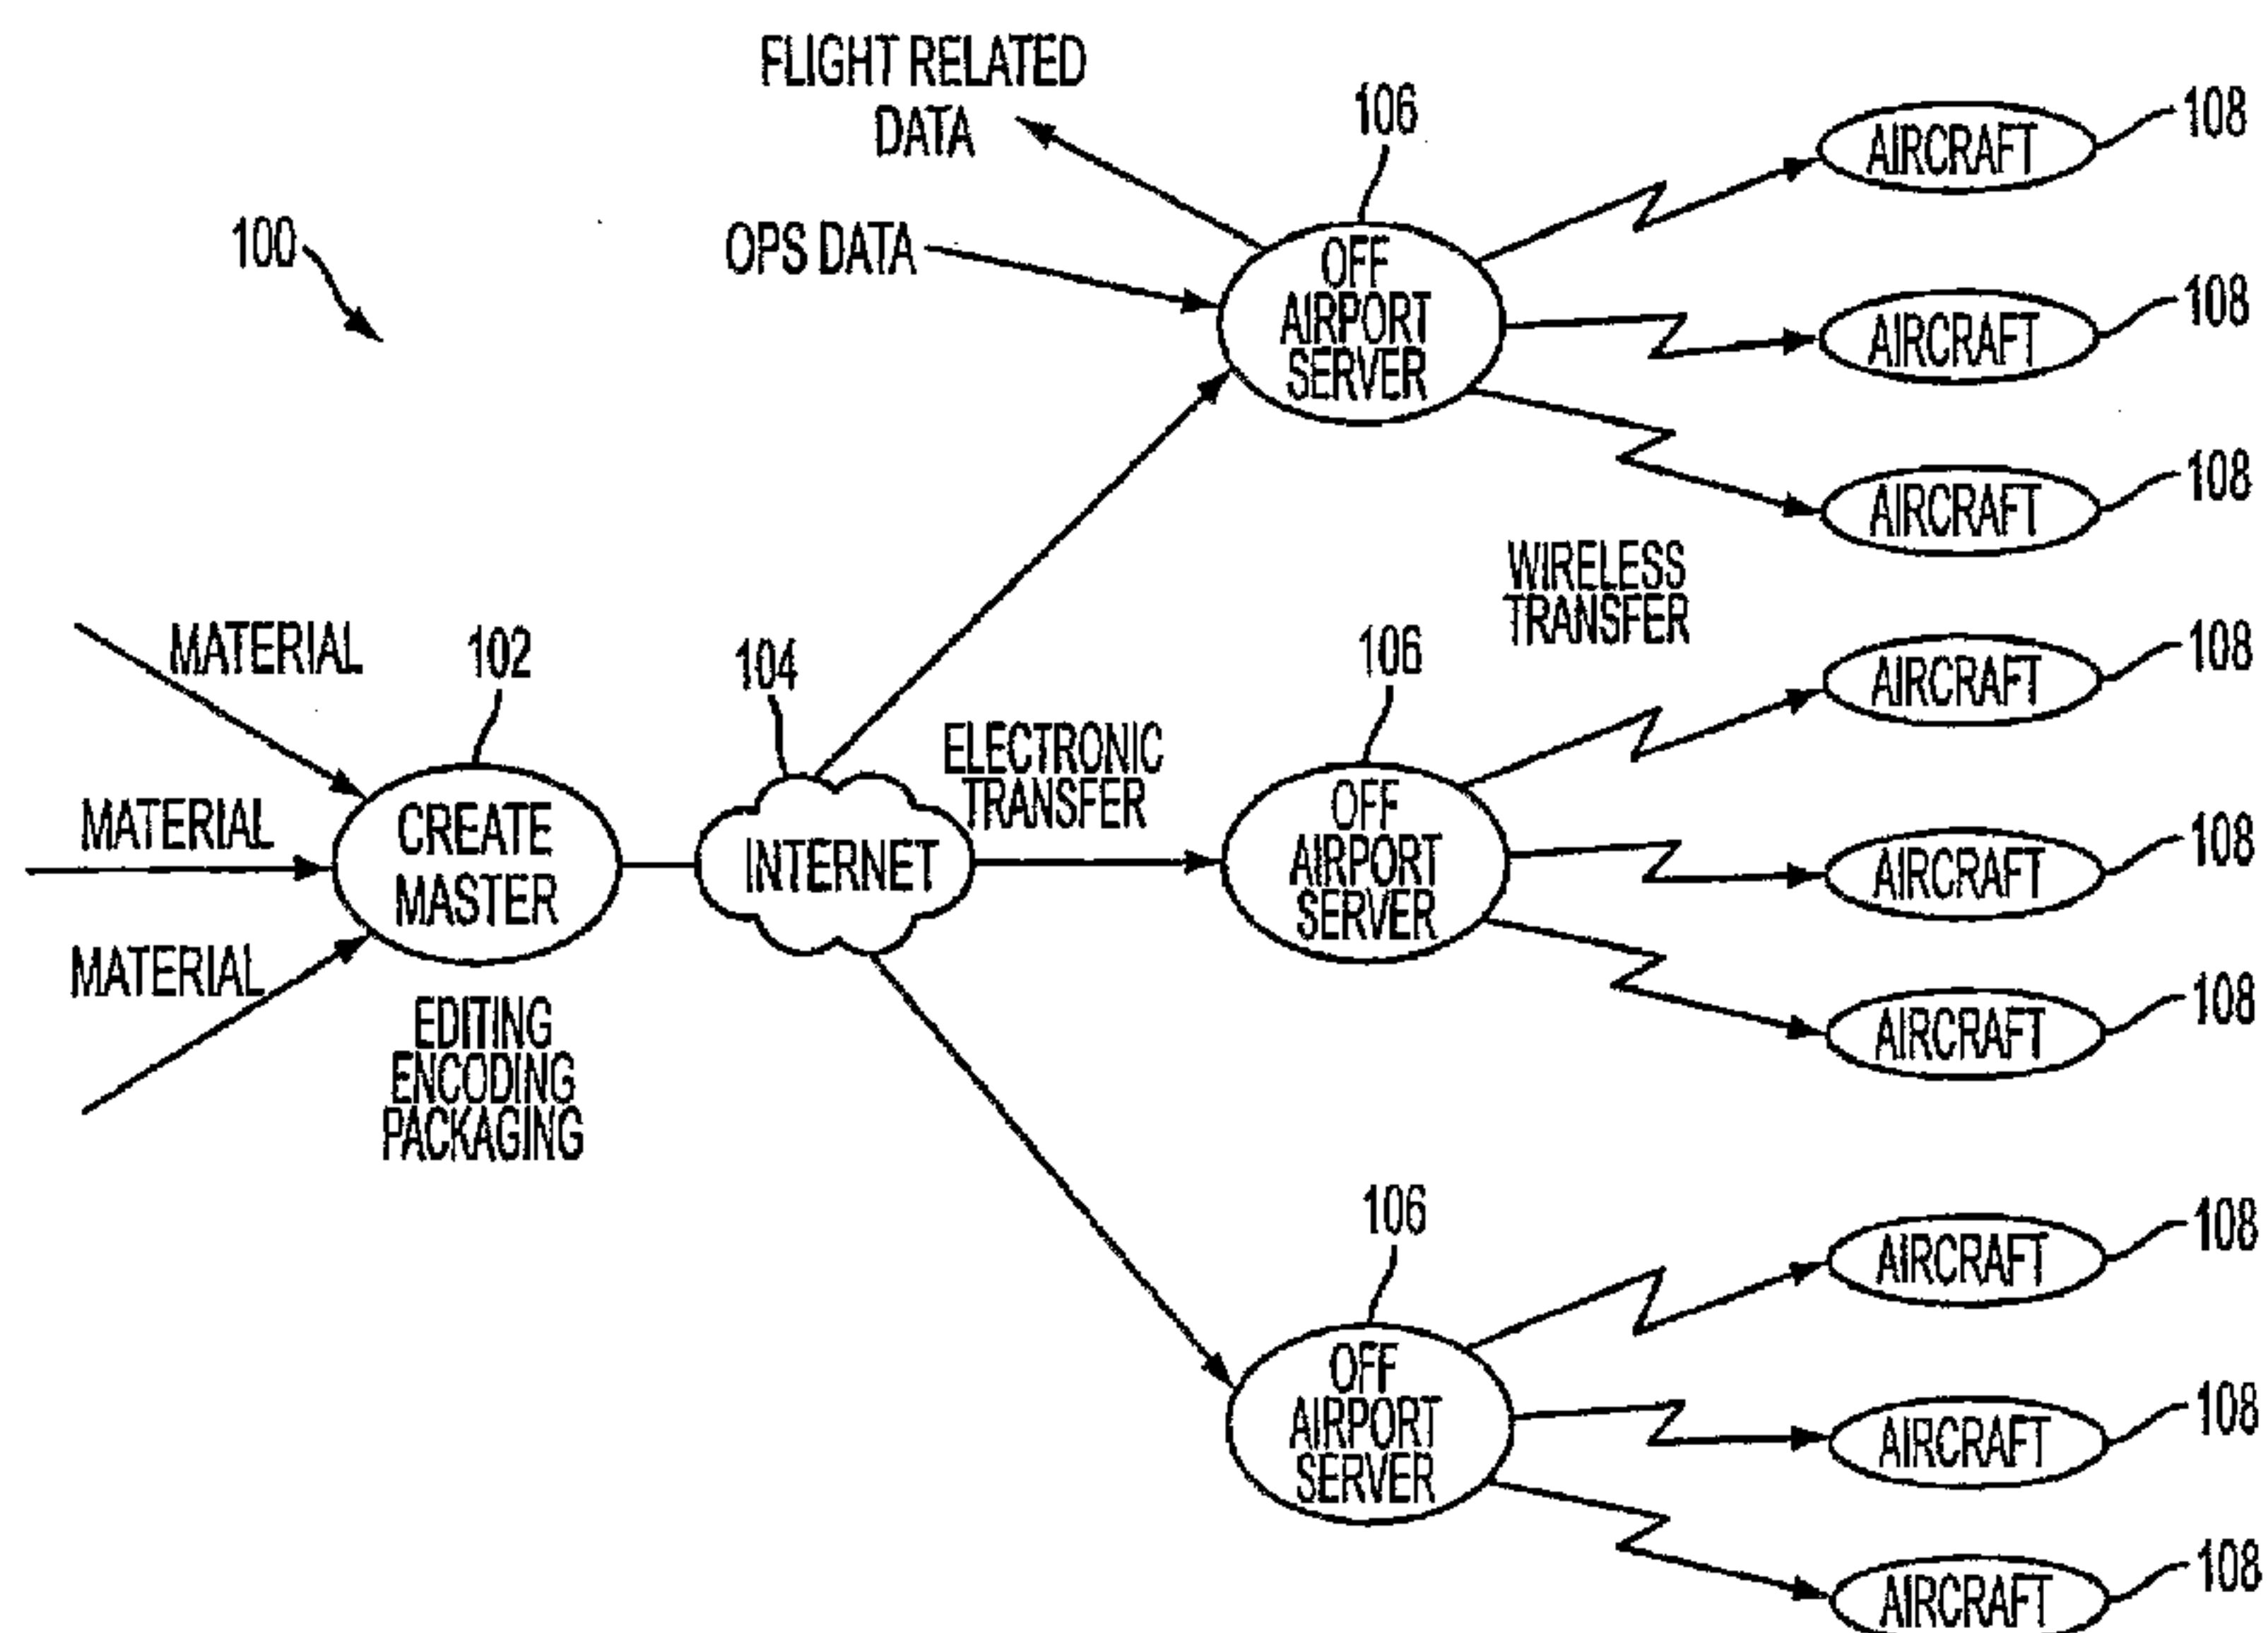 FLIGHT RELATED
DATA
106
108
AIRCRAFT
100
OPS DATA
OFF
AIRPORT
SERVER
108
AIRCRAFT
108
AIRCRAFT
WIRELESS
TRANSFER
MATERIAL
102
104
106
108
AIRCRAFT
ELECTRONIC
TRANSFER
MATERIAL
CREATE
MASTER
INTERNET
OFF
AIRPORT
SERVER
108
AIRCRAFT
MATERIAL
EDITING
ENCODING
PACKAGING
108
AIRCRAFT
106
108
AIRCRAFT
OFF
AIRPORT
SERVER
108
AIRCRAFT
108
AIRCRAFT